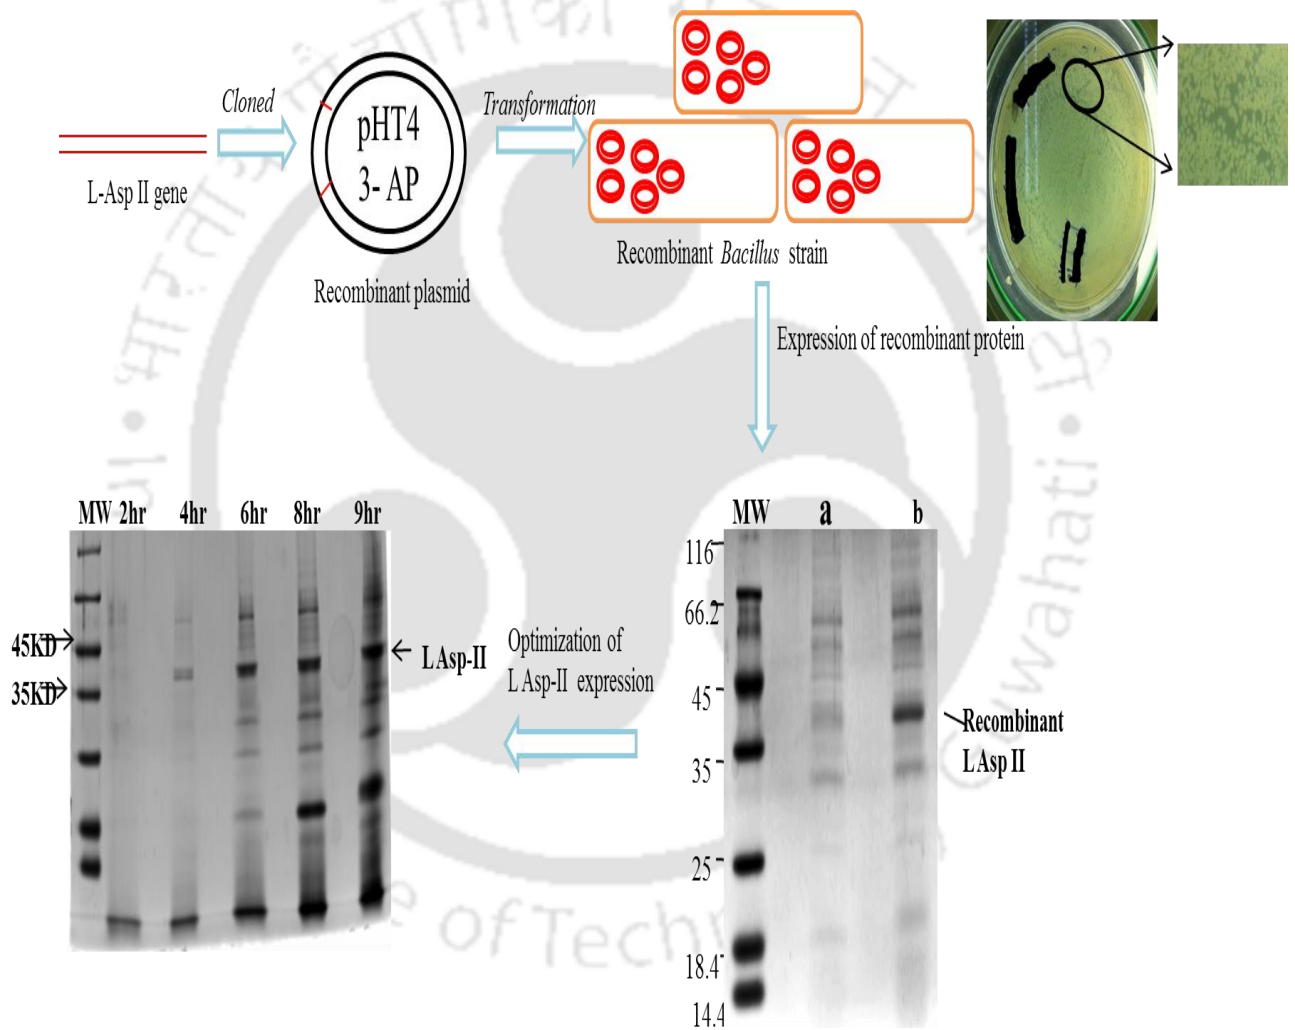 Cloned
Transformation
pHT4
3- AP
L-Asp II gene
Recombinant plasmid
Recombinant Bacillus strain
Expression of recombinant protein
MW 2hr 4hr 6hr 8hr 9hr
45KD
35KD
L Asp-II
Optimization of
L Asp-II expression
MW a b
116
66.2
45
35
25
18.4
14.4
Recombinant
L Asp II
of Tech
uwahati